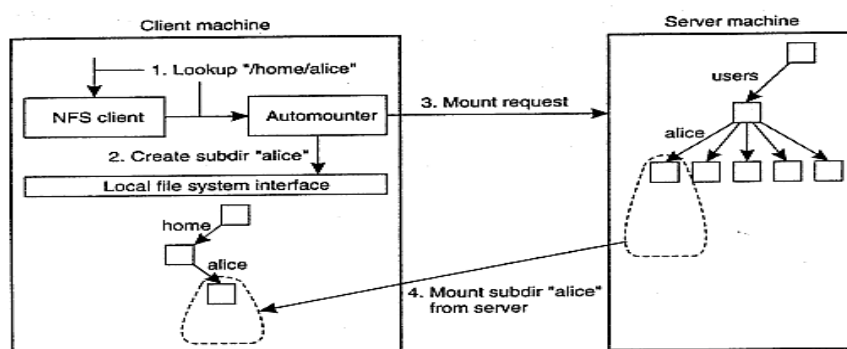 Client machine
Server machine
1. Lookup "/home/alice"
users
NFS client
Automounter
3. Mount request
alice
2. Create subdir "alice"
Local file system interface
home
alice
4. Mount subdir "alice"
from server